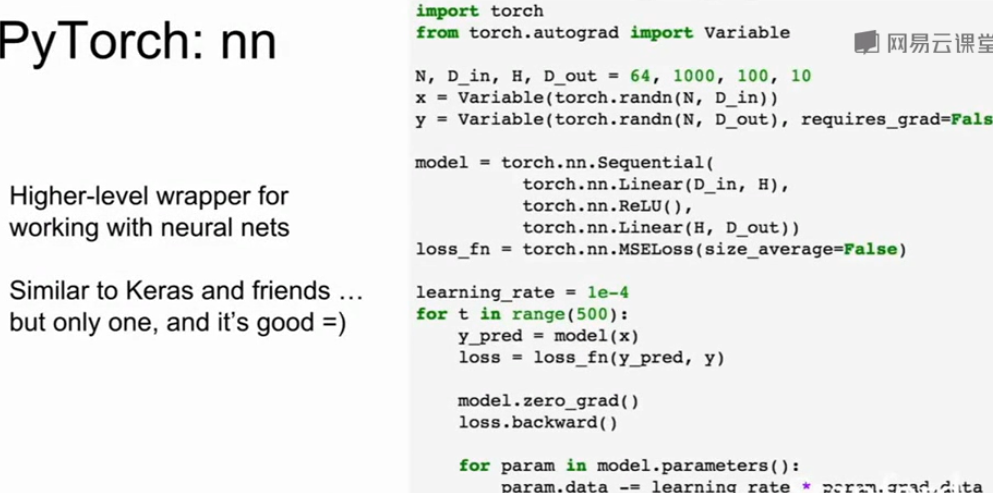 PyTorch: nn
Higher-level wrapper for
working with neural nets
Similar to Keras and friends …
but only one, and it's good =)
网易云课堂
import torch
from torch.autograd import Variable
N, D_in, H, D_out = 64, 1000, 100, 10
x = Variable(torch.randn(N, D_in))
y = Variable(torch.randn(N, D_out), requires_grad=Fals
model = torch.nn.Sequential(
torch.nn.Linear(D_in, H),
torch.nn.ReLU(),
torch.nn.Linear(H, D_out))
loss_fn = torch.nn.MSELoss(size_average=False)
learning_rate = 1e-4
for t in range(500):
y_pred = model(x)
loss = loss_fn(y_pred, y)
model.zero_grad()
loss.backward()
for param in model.parameters():
param.data -= learning_rate * param.grad.data